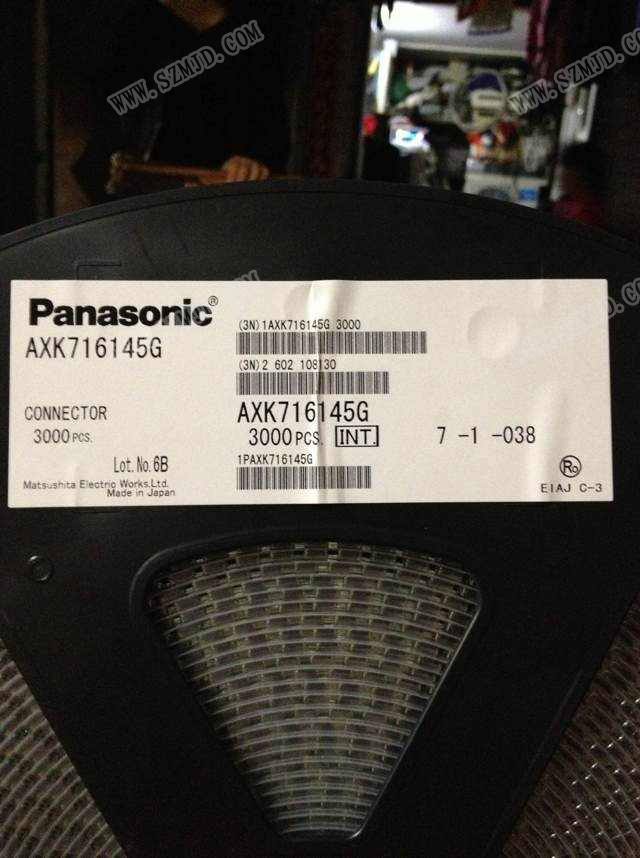 WWW. SZMJD. COM
WWW. SZMJD. COM
Panasonic®
AXK716145G
CONNECTOR
3000 PCS.
Lot. No. 6B
Matsushita Electric Works, Ltd.
Made in Japan
(3N) 1AXK716145G 3000
(3N) 2 602 108130
AXK716145G
3000 PCS. INT.
7 -1 -038
1PAXK716145G
R
EIAJ C-3